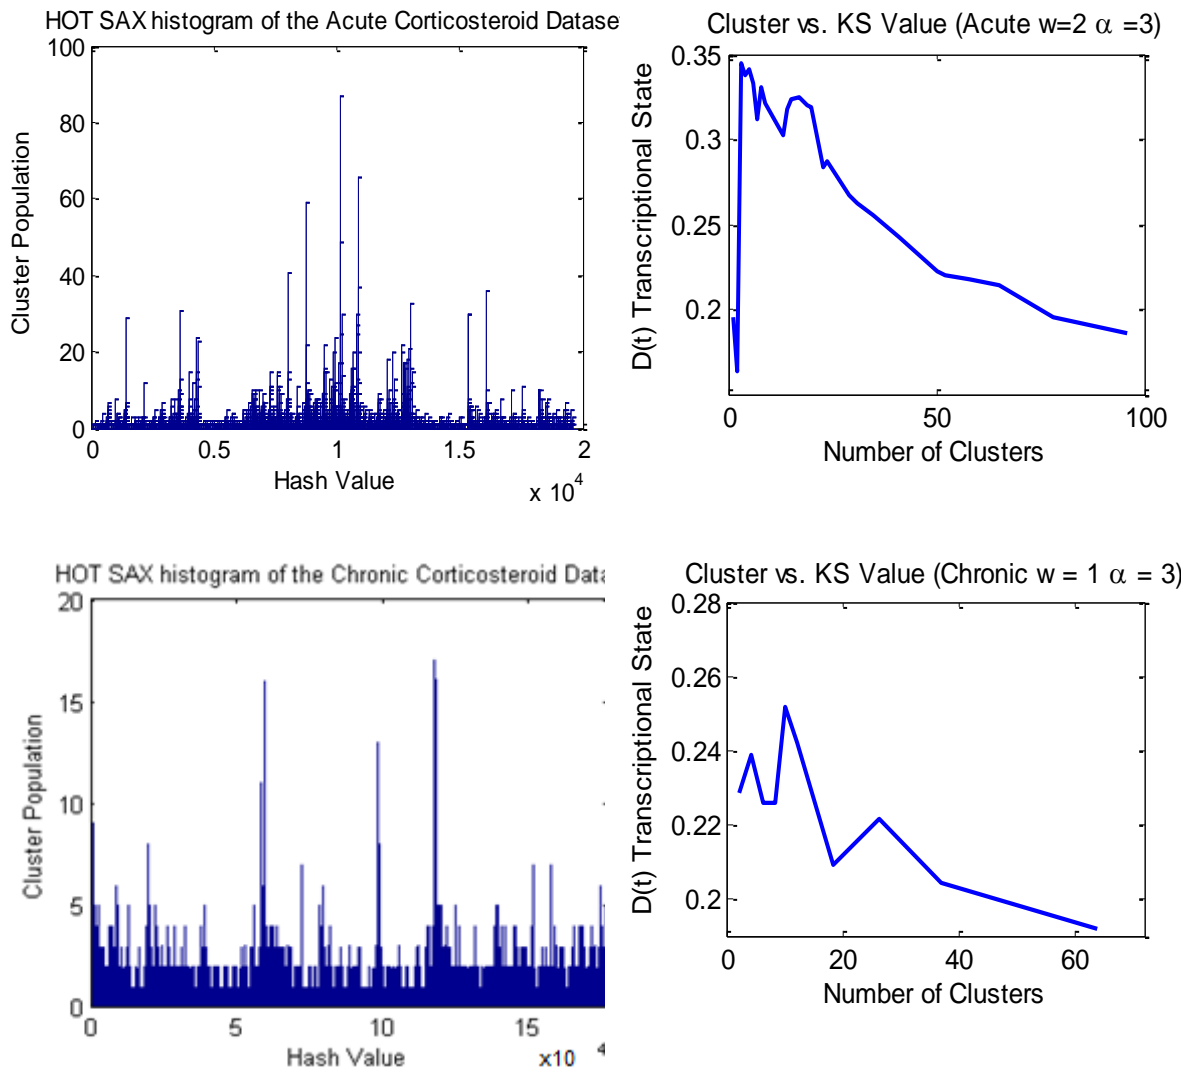 HOT SAX histogram of the Acute Corticosteroid Datase
100
80
60
40
20
0
Cluster Population
0 0.5 1 1.5 2
Hash Value
x 10^4
Cluster vs. KS Value (Acute w=2 α =3)
0.35
0.3
0.25
0.2
D(t) Transcriptional State
0 50 100
Number of Clusters
HOT SAX histogram of the Chronic Corticosteroid Data
20
15
10
5
0
Cluster Population
0 5 10 15
Hash Value
x10 4
Cluster vs. KS Value (Chronic w = 1 α = 3)
0.28
0.26
0.24
0.22
0.2
D(t) Transcriptional State
0 20 40 60
Number of Clusters